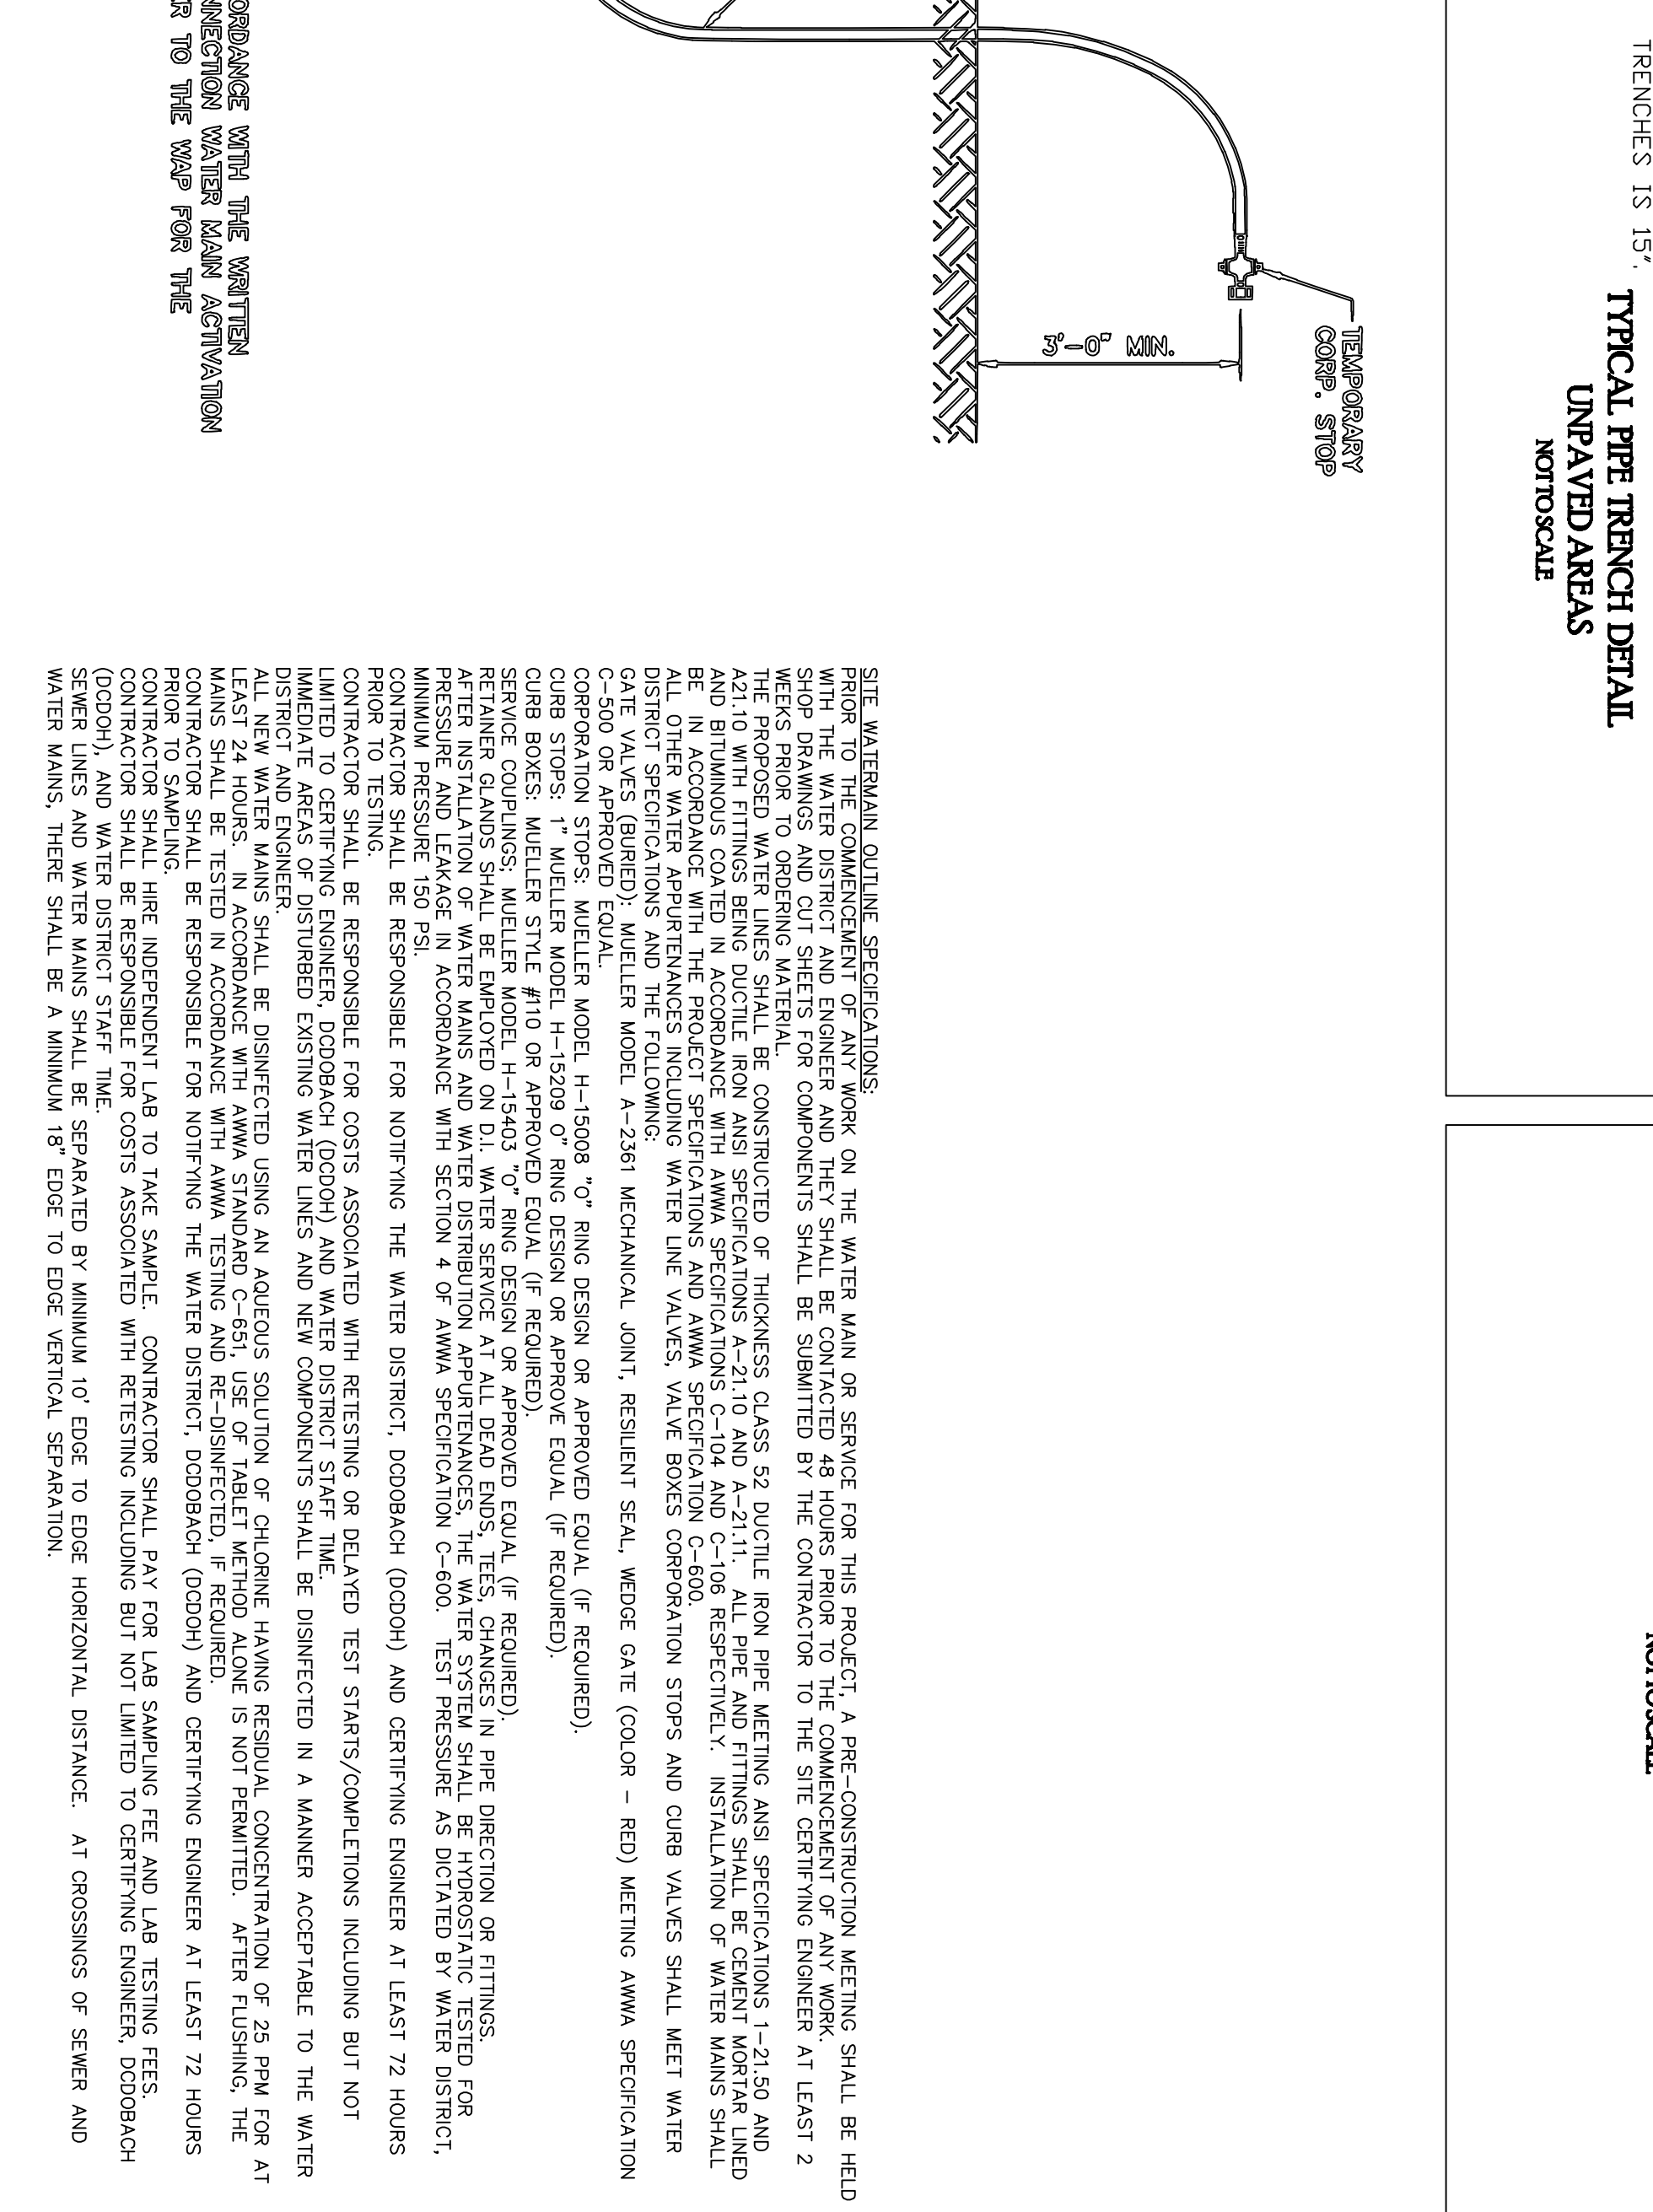 TRENCHES IS 15".
TYPICAL PIPE TRENCH DETAIL
UNPAVED AREAS
NOT TO SCALE
TEMPORARY
CORP. STOP
3'-0" MIN.
ORDANCE WITH THE WRITTEN
NNECTION WATER MAIN ACTIVATION
R TO THE WAP FOR THE
SITE WATERMAIN OUTLINE SPECIFICATIONS:
PRIOR TO THE COMMENCEMENT OF ANY WORK ON THE WATER MAIN OR SERVICE FOR THIS PROJECT, A PRE-CONSTRUCTION MEETING SHALL BE HELD
WITH THE WATER DISTRICT AND ENGINEER AND THEY SHALL BE CONTACTED 48 HOURS PRIOR TO THE COMMENCEMENT OF ANY WORK.
SHOP DRAWINGS AND CUT SHEETS FOR COMPONENTS SHALL BE SUBMITTED BY THE CONTRACTOR TO THE SITE CERTIFYING ENGINEER AT LEAST 2
WEEKS PRIOR TO ORDERING MATERIAL.
THE PROPOSED WATER LINES SHALL BE CONSTRUCTED OF THICKNESS CLASS 52 DUCTILE IRON PIPE MEETING ANSI SPECIFICATIONS 1-21.50 AND
A21.10 WITH FITTINGS BEING DUCTILE IRON ANSI SPECIFICATIONS A-21.10 AND A-21.11. ALL PIPE AND FITTINGS SHALL BE CEMENT MORTAR LINED
AND BITUMINOUS COATED IN ACCORDANCE WITH AWWA SPECIFICATIONS C-104 AND C-106 RESPECTIVELY. INSTALLATION OF WATER MAINS SHALL
BE IN ACCORDANCE WITH THE PROJECT SPECIFICATIONS AND AWWA SPECIFICATION C-600.
ALL OTHER WATER APPURTENANCES INCLUDING WATER LINE VALVES, VALVE BOXES CORPORATION STOPS AND CURB VALVES SHALL MEET WATER
DISTRICT SPECIFICATIONS AND THE FOLLOWING:
GATE VALVES (BURIED): MUELLER MODEL A-2361 MECHANICAL JOINT, RESILIENT SEAL, WEDGE GATE (COLOR - RED) MEETING AWWA SPECIFICATION
C-500 OR APPROVED EQUAL.
CORPORATION STOPS: MUELLER MODEL H-15008 "O" RING DESIGN OR APPROVED EQUAL (IF REQUIRED).
CURB STOPS: 1" MUELLER MODEL H-15209 O" RING DESIGN OR APPROVE EQUAL (IF REQUIRED).
CURB BOXES: MUELLER STYLE #110 OR APPROVED EQUAL (IF REQUIRED).
SERVICE COUPLINGS; MUELLER MODEL H-15403 "O" RING DESIGN OR APPROVED EQUAL (IF REQUIRED).
RETAINER GLANDS SHALL BE EMPLOYED ON D.I. WATER SERVICE AT ALL DEAD ENDS, TEES, CHANGES IN PIPE DIRECTION OR FITTINGS.
AFTER INSTALLATION OF WATER MAINS AND WATER DISTRIBUTION APPURTENANCES, THE WATER SYSTEM SHALL BE HYDROSTATIC TESTED FOR
PRESSURE AND LEAKAGE IN ACCORDANCE WITH SECTION 4 OF AWWA SPECIFICATION C-600. TEST PRESSURE AS DICTATED BY WATER DISTRICT,
MINIMUM PRESSURE 150 PSI.
CONTRACTOR SHALL BE RESPONSIBLE FOR NOTIFYING THE WATER DISTRICT, DCDOBACH (DCDOH) AND CERTIFYING ENGINEER AT LEAST 72 HOURS
PRIOR TO TESTING.
CONTRACTOR SHALL BE RESPONSIBLE FOR COSTS ASSOCIATED WITH RETESTING OR DELAYED TEST STARTS/COMPLETIONS INCLUDING BUT NOT
LIMITED TO CERTIFYING ENGINEER, DCDOBACH (DCDOH) AND WATER DISTRICT STAFF TIME.
IMMEDIATE AREAS OF DISTURBED EXISTING WATER LINES AND NEW COMPONENTS SHALL BE DISINFECTED IN A MANNER ACCEPTABLE TO THE WATER
DISTRICT AND ENGINEER.
ALL NEW WATER MAINS SHALL BE DISINFECTED USING AN AQUEOUS SOLUTION OF CHLORINE HAVING RESIDUAL CONCENTRATION OF 25 PPM FOR AT
LEAST 24 HOURS. IN ACCORDANCE WITH AWWA STANDARD C-651, USE OF TABLET METHOD ALONE IS NOT PERMITTED. AFTER FLUSHING, THE
MAINS SHALL BE TESTED IN ACCORDANCE WITH AWWA TESTING AND RE-DISINFECTED, IF REQUIRED.
CONTRACTOR SHALL BE RESPONSIBLE FOR NOTIFYING THE WATER DISTRICT, DCDOBACH (DCDOH) AND CERTIFYING ENGINEER AT LEAST 72 HOURS
PRIOR TO SAMPLING.
CONTRACTOR SHALL HIRE INDEPENDENT LAB TO TAKE SAMPLE. CONTRACTOR SHALL PAY FOR LAB SAMPLING FEE AND LAB TESTING FEES.
CONTRACTOR SHALL BE RESPONSIBLE FOR COSTS ASSOCIATED WITH RETESTING INCLUDING BUT NOT LIMITED TO CERTIFYING ENGINEER, DCDOBACH
(DCDOH), AND WATER DISTRICT STAFF TIME.
SEWER LINES AND WATER MAINS SHALL BE SEPARATED BY MINIMUM 10' EDGE TO EDGE HORIZONTAL DISTANCE. AT CROSSINGS OF SEWER AND
WATER MAINS, THERE SHALL BE A MINIMUM 18" EDGE TO EDGE VERTICAL SEPARATION.